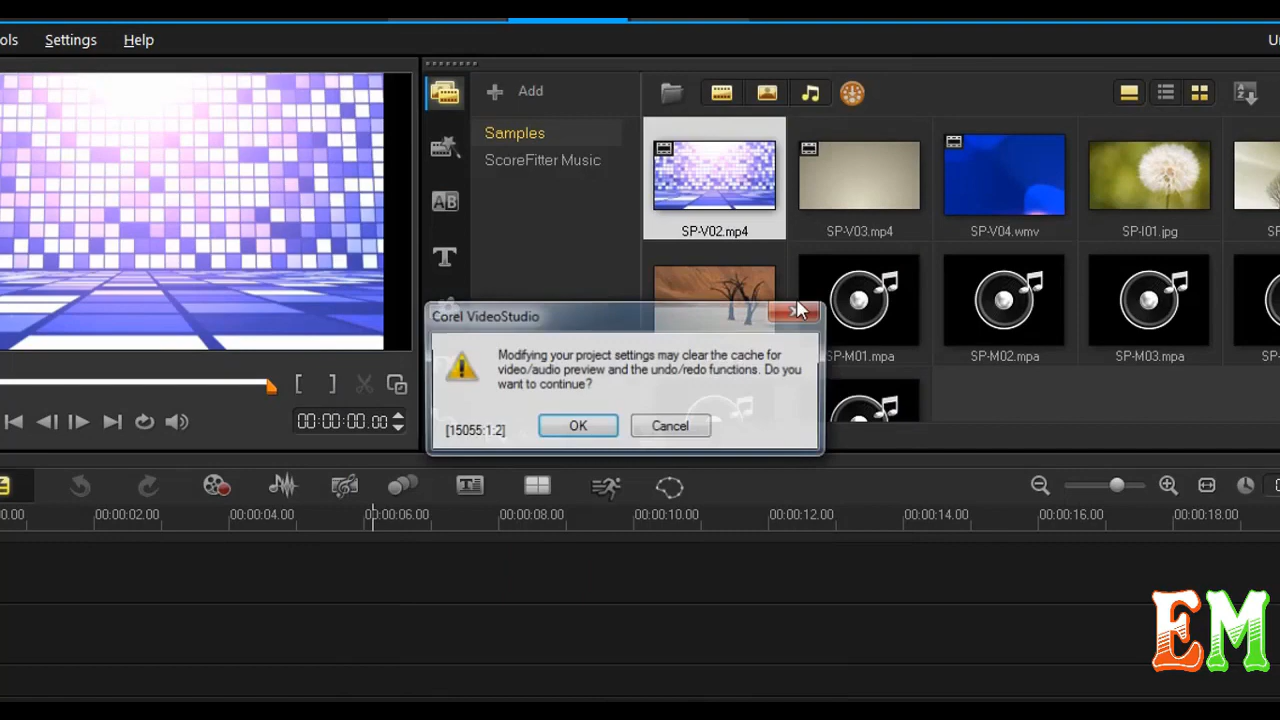 ols Settings Help U
Add
Samples
ScoreFitter Music
AB
T
SP-V02.mp4 SP-V03.mp4 SP-V04.wmv SP-I01.jpg SP
-M01.mpa SP-M02.mpa SP-M03.mpa SP
Corel VideoStudio
Modifying your project settings may clear the cache for
video/audio preview and the undo/redo functions. Do you
want to continue?
[15055:1:2]
OK Cancel
00:00:00.00
0.00 00:00:02.00 00:00:04.00 00:00:06.00 00:00:08.00 00:00:10.00 00:00:12.00 00:00:14.00 00:00:16.00 00:00:18.00
EM